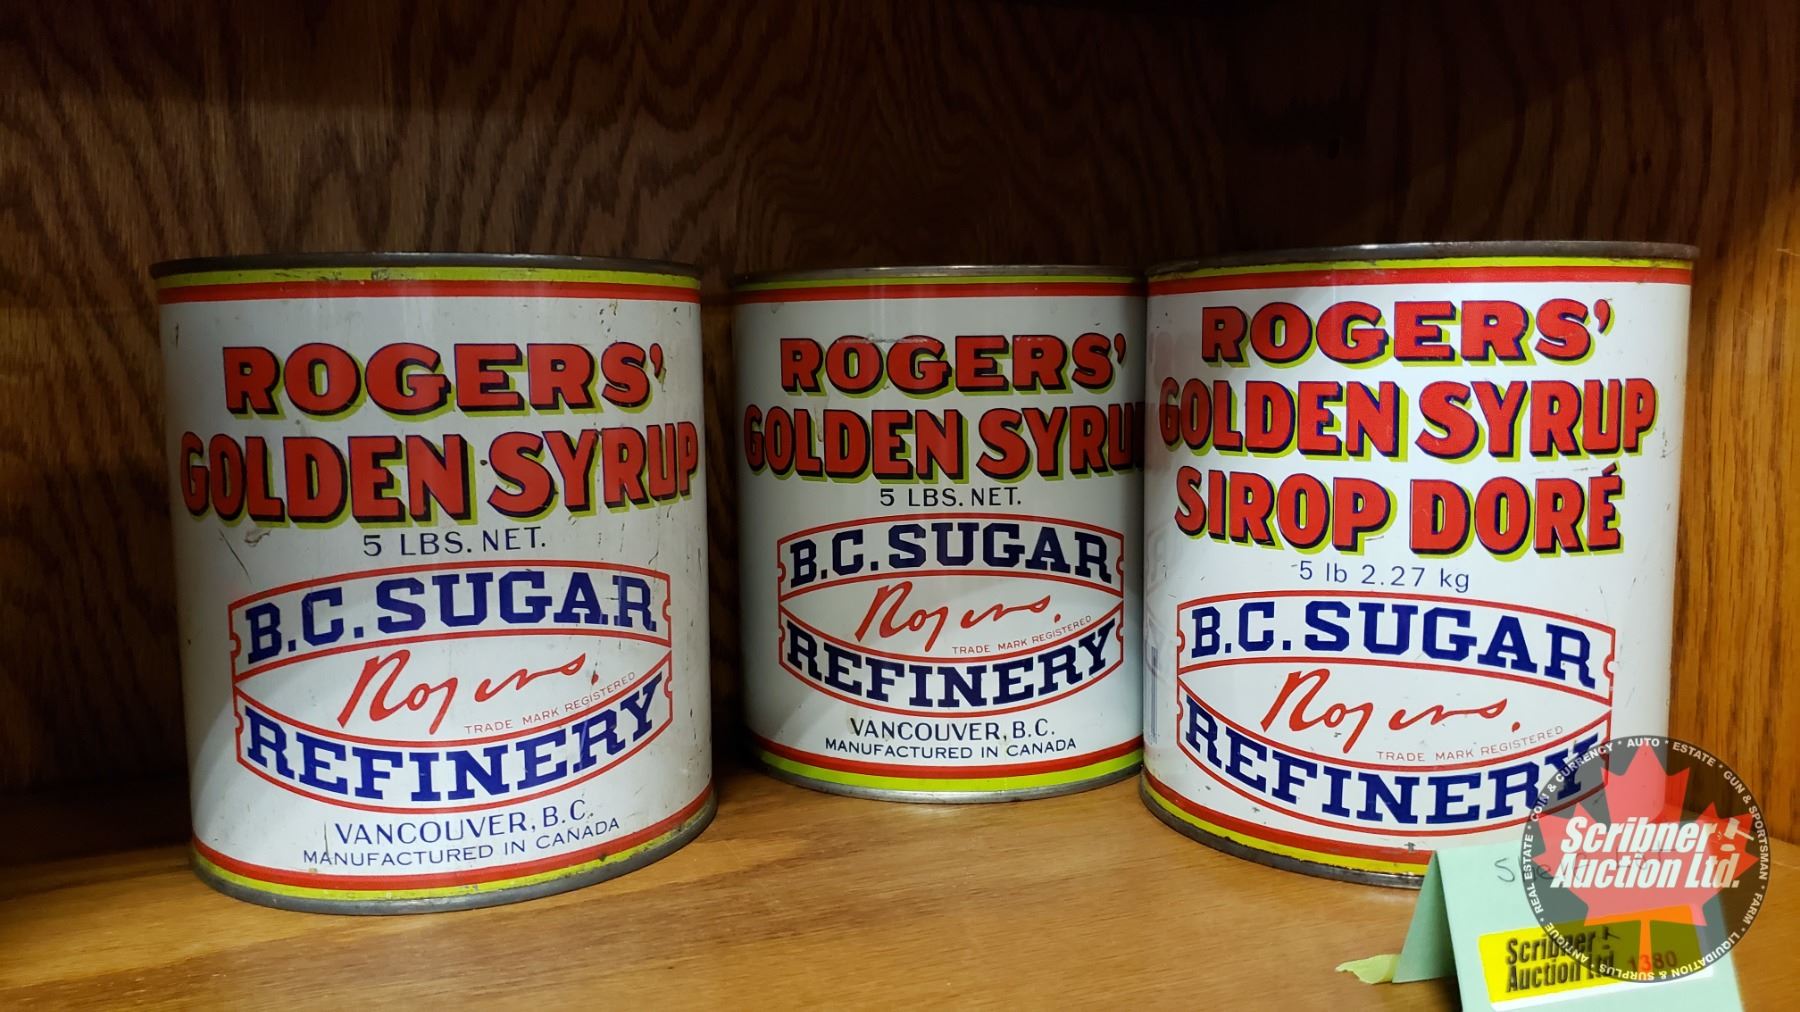 ROGERS'
GOLDEN SYRUP
5 LBS. NET.
B.C. SUGAR
Rogers.
TRADE MARK REGISTERED
REFINERY
VANCOUVER, B.C.
MANUFACTURED IN CANADA
ROGERS'
GOLDEN
5 LBS. NET.
B.C. SUGAR
Rogers.
TRADE MARK REGISTERED
REFINERY
VANCOUVER, B.C.
MANUFACTURED IN CANADA
ROGERS'
GOLDEN SYRUP
SIROP DORÉ
5 lb 2.27 kg
B.C. SUGAR
Rogers.
TRADE MARK REGISTERED
REFINERY
Scribner
Auction Ltd.
REAL ESTATE • COIN & CURRENCY • AUTO • ESTATE • GUN & SPORTSMAN • FARM • LIQUIDATION & SURPLUS • ANTIQUE •
Scribner
Auction Ltd.
1380